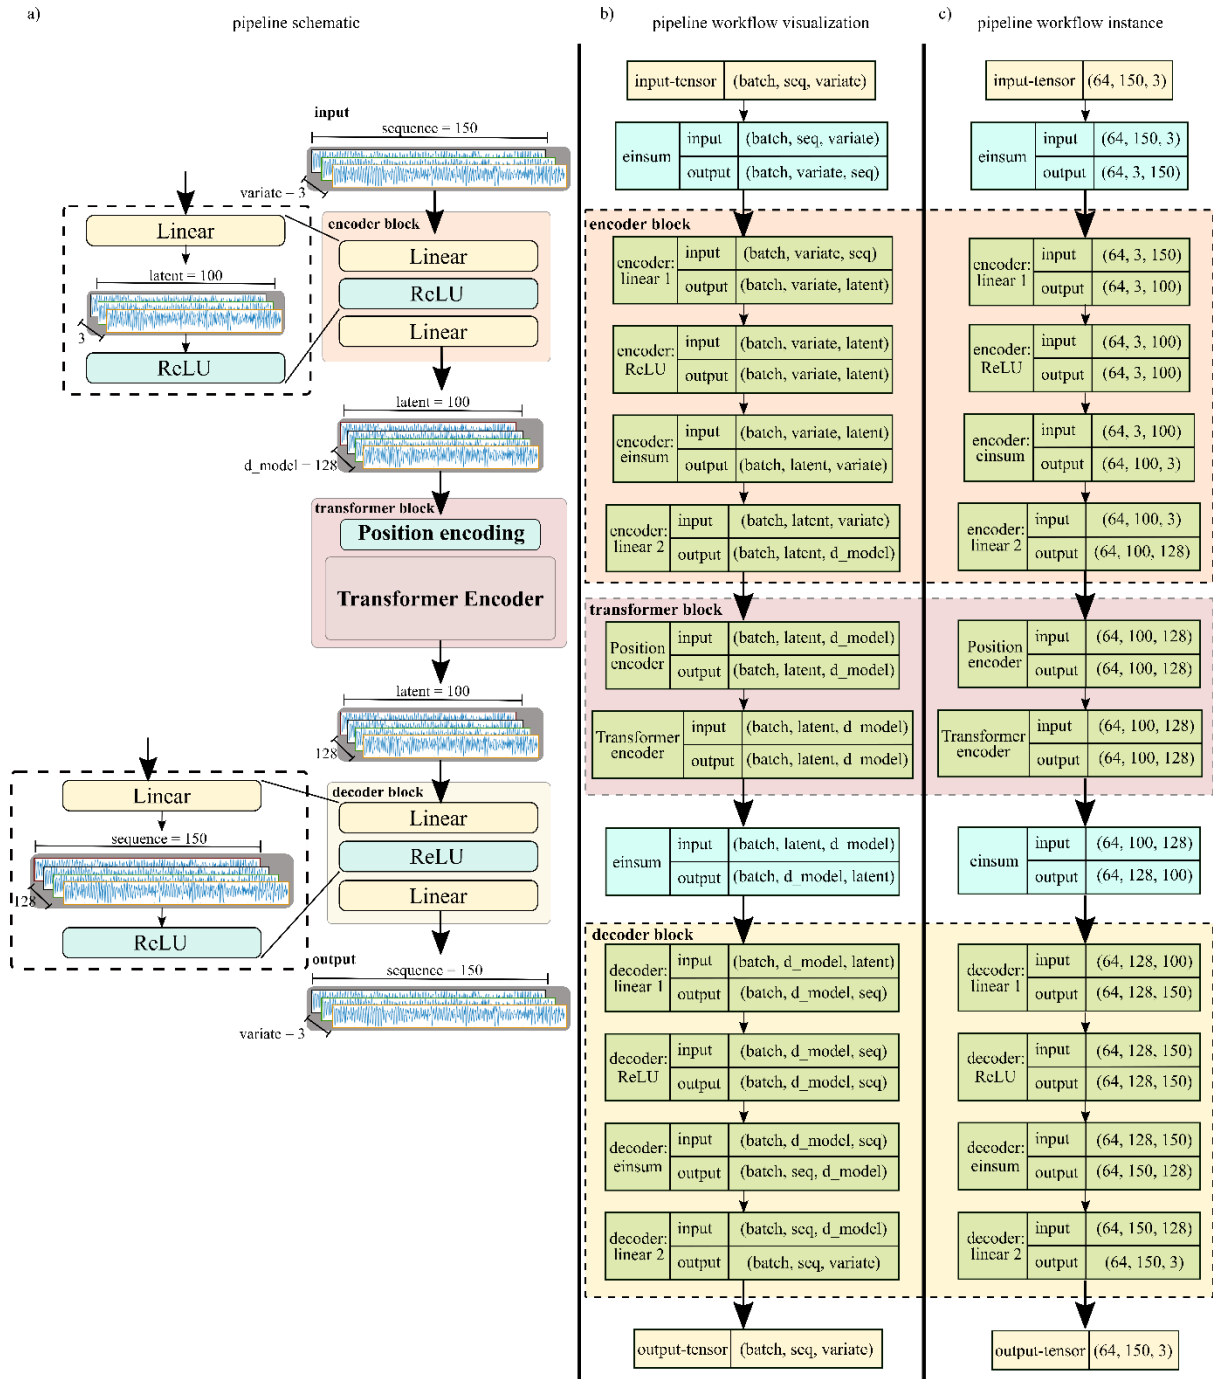 a)
pipeline schematic
input
sequence = 150
variate = 3
encoder block
Linear
ReLU
Linear
Linear
latent = 100
3
ReLU
latent = 100
d_model = 128
transformer block
Position encoding
Transformer Encoder
latent = 100
128
decoder block
Linear
ReLU
Linear
Linear
sequence = 150
128
ReLU
output
sequence = 150
variate = 3
b)
pipeline workflow visualization
input-tensor (batch, seq, variate)
einsum
input (batch, seq, variate)
output (batch, variate, seq)
encoder block
encoder: linear 1
input (batch, variate, seq)
output (batch, variate, latent)
encoder: ReLU
input (batch, variate, latent)
output (batch, variate, latent)
encoder: einsum
input (batch, variate, latent)
output (batch, latent, variate)
encoder: linear 2
input (batch, latent, variate)
output (batch, latent, d_model)
transformer block
Position encoder
input (batch, latent, d_model)
output (batch, latent, d_model)
Transformer encoder
input (batch, latent, d_model)
output (batch, latent, d_model)
einsum
input (batch, latent, d_model)
output (batch, d_model, latent)
decoder block
decoder: linear 1
input (batch, d_model, latent)
output (batch, d_model, seq)
decoder: ReLU
input (batch, d_model, seq)
output (batch, d_model, seq)
decoder: einsum
input (batch, d_model, seq)
output (batch, seq, d_model)
decoder: linear 2
input (batch, seq, d_model)
output (batch, seq, variate)
output-tensor (batch, seq, variate)
c)
pipeline workflow instance
input-tensor (64, 150, 3)
einsum
input (64, 150, 3)
output (64, 3, 150)
encoder: linear 1
input (64, 3, 150)
output (64, 3, 100)
encoder: ReLU
input (64, 3, 100)
output (64, 3, 100)
encoder: einsum
input (64, 3, 100)
output (64, 100, 3)
encoder: linear 2
input (64, 100, 3)
output (64, 100, 128)
Position encoder
input (64, 100, 128)
output (64, 100, 128)
Transformer encoder
input (64, 100, 128)
output (64, 100, 128)
einsum
input (64, 100, 128)
output (64, 128, 100)
decoder: linear 1
input (64, 128, 100)
output (64, 128, 150)
decoder: ReLU
input (64, 128, 150)
output (64, 128, 150)
decoder: einsum
input (64, 128, 150)
output (64, 150, 128)
decoder: linear 2
input (64, 150, 128)
output (64, 150, 3)
output-tensor (64, 150, 3)